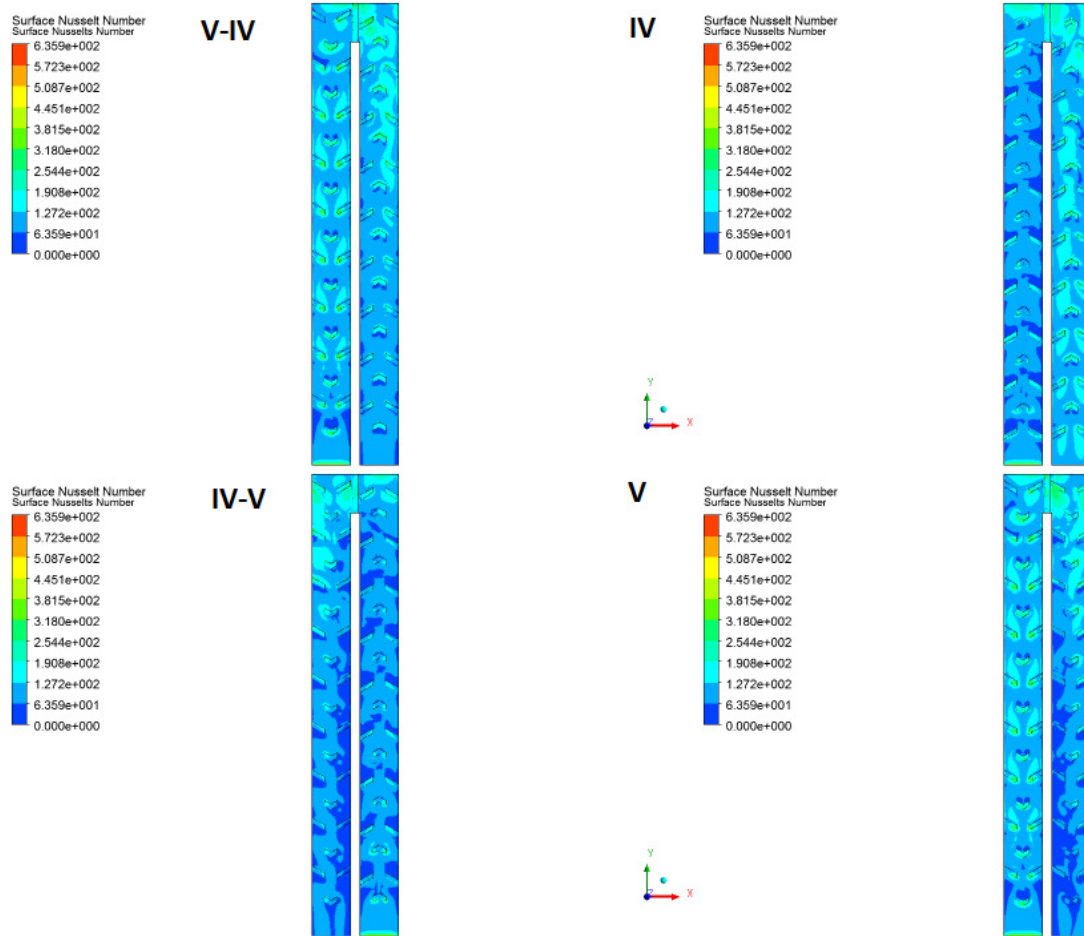 Surface Nusselt Number
Surface Nusselts Number
6.359e+002
5.723e+002
5.087e+002
4.451e+002
3.815e+002
3.180e+002
2.544e+002
1.908e+002
1.272e+002
6.359e+001
0.000e+000
V-IV
Surface Nusselt Number
Surface Nusselts Number
6.359e+002
5.723e+002
5.087e+002
4.451e+002
3.815e+002
3.180e+002
2.544e+002
1.908e+002
1.272e+002
6.359e+001
0.000e+000
IV
Y
Z
X
Surface Nusselt Number
Surface Nusselts Number
6.359e+002
5.723e+002
5.087e+002
4.451e+002
3.815e+002
3.180e+002
2.544e+002
1.908e+002
1.272e+002
6.359e+001
0.000e+000
IV-V
Surface Nusselt Number
Surface Nusselts Number
6.359e+002
5.723e+002
5.087e+002
4.451e+002
3.815e+002
3.180e+002
2.544e+002
1.908e+002
1.272e+002
6.359e+001
0.000e+000
V
Y
Z
X